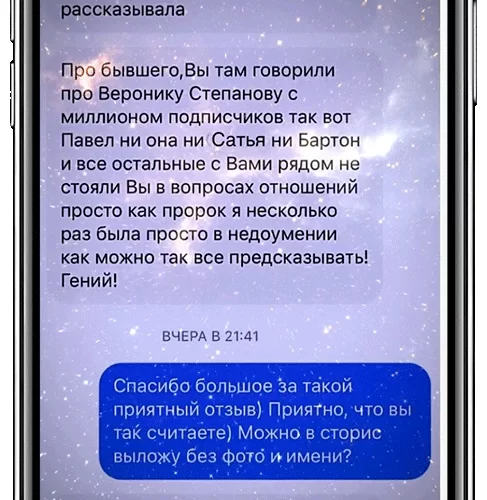 рассказывала
Про бывшего,Вы там говорили
про Веронику Степанову с
миллионом подписчиков так вот
Павел ни она ни Сатья ни Бартон
и все остальные с Вами рядом не
стояли Вы в вопросах отношений
просто как пророк я несколько
раз была просто в недоумении
как можно так все предсказывать!
Гений!
ВЧЕРА В 21:41
Спасибо большое за такой
приятный отзыв) Приятно, что вы
так считаете) Можно в сторис
выложу без фото и имени?